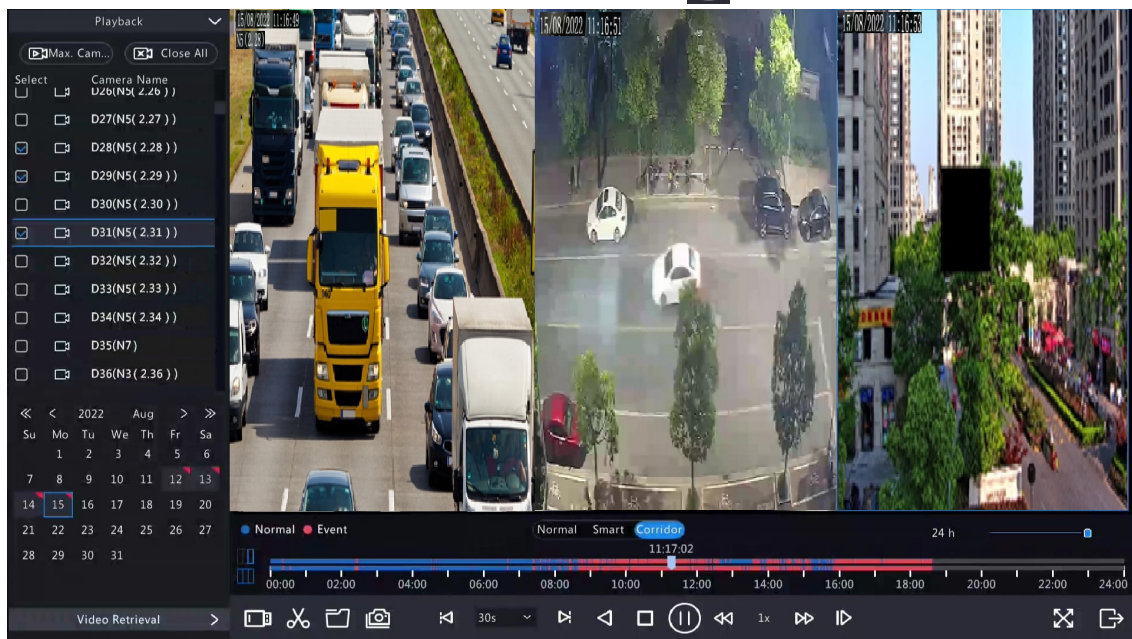 Playback
Max. Cam... Close All
Select Camera Name
D26(N5( 2.26 ) )
D27(N5( 2.27 ) )
D28(N5( 2.28 ) )
D29(N5( 2.29 ) )
D30(N5( 2.30 ) )
D31(N5( 2.31 ) )
D32(N5( 2.32 ) )
D33(N5( 2.33 ) )
D34(N5( 2.34 ) )
D35(N7)
D36(N3( 2.36 ) )
2022 Aug
Su Mo Tu We Th Fr Sa
1 2 3 4 5 6
7 8 9 10 11 12 13
14 15 16 17 18 19 20
21 22 23 24 25 26 27
28 29 30 31
Video Retrieval
15/08/2022 11:16:49
N5(2.28)
15/08/2022 11:16:51
15/08/2022 11:16:53
Normal Event
Normal Smart Corridor
24 h
11:17:02
00:00 02:00 04:00 06:00 08:00 10:00 12:00 14:00 16:00 18:00 20:00 22:00 24:00
30s
1x